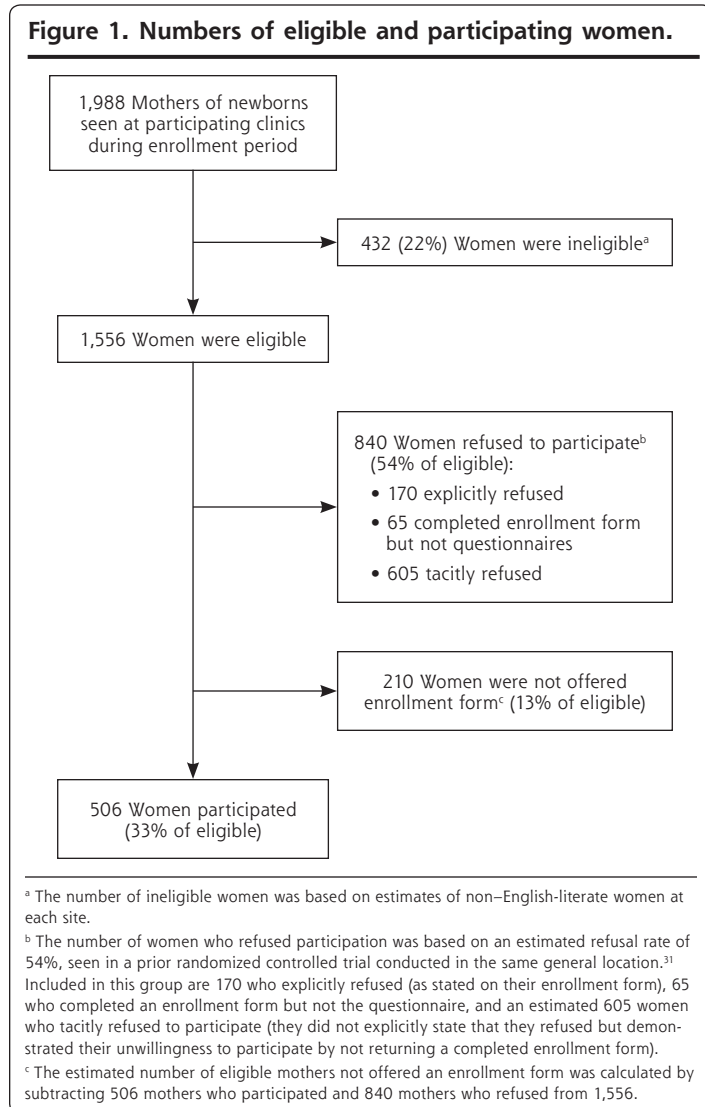 Figure 1. Numbers of eligible and participating women.
1,988 Mothers of newborns
seen at participating clinics
during enrollment period
432 (22%) Women were ineligibleᵃ
1,556 Women were eligible
840 Women refused to participateᵇ
(54% of eligible):
• 170 explicitly refused
• 65 completed enrollment form
but not questionnaires
• 605 tacitly refused
210 Women were not offered
enrollment formᶜ (13% of eligible)
506 Women participated
(33% of eligible)
ᵃ The number of ineligible women was based on estimates of non–English-literate women at
each site.
ᵇ The number of women who refused participation was based on an estimated refusal rate of
54%, seen in a prior randomized controlled trial conducted in the same general location.³¹
Included in this group are 170 who explicitly refused (as stated on their enrollment form), 65
who completed an enrollment form but not the questionnaire, and an estimated 605 women
who tacitly refused to participate (they did not explicitly state that they refused but demon-
strated their unwillingness to participate by not returning a completed enrollment form).
ᶜ The estimated number of eligible mothers not offered an enrollment form was calculated by
subtracting 506 mothers who participated and 840 mothers who refused from 1,556.